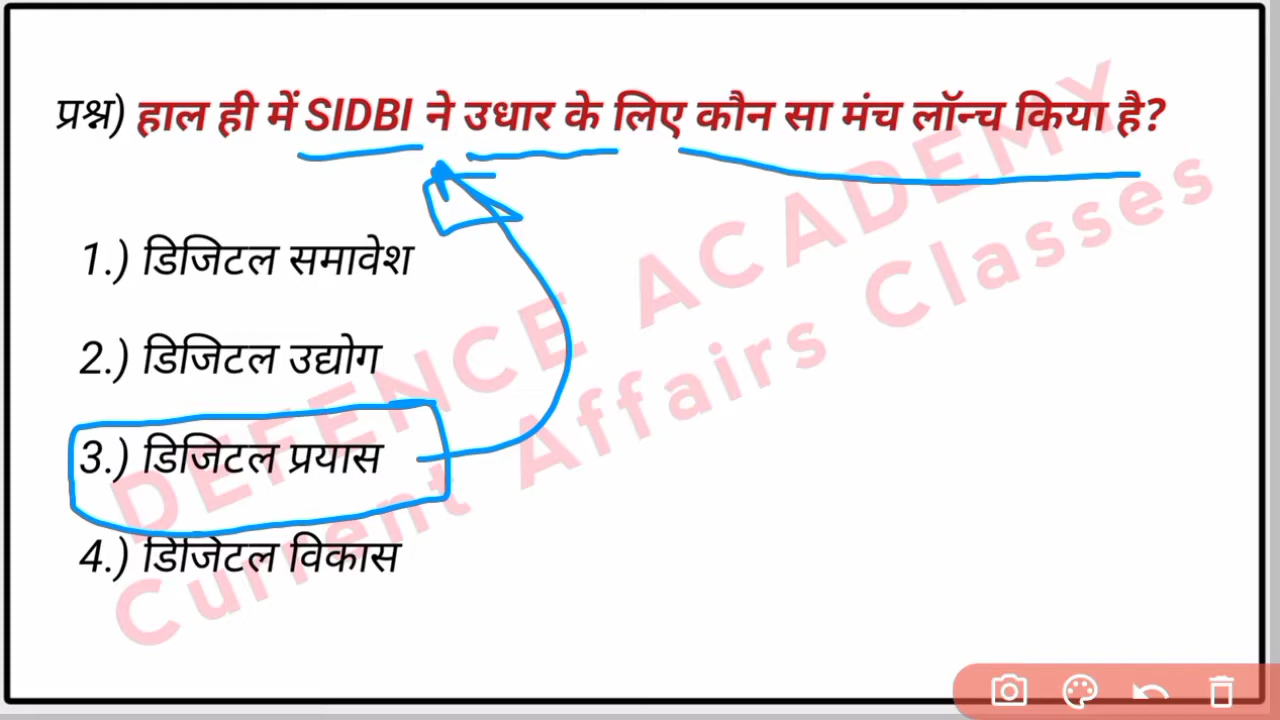 प्रश्न) हाल ही में SIDBI ने उधार के लिए कौन सा मंच लॉन्च किया है?
1.) डिजिटल समावेश
2.) डिजिटल उद्योग
3.) डिजिटल प्रयास
4.) डिजिटल विकास
DEFENCE ACADEMY
Current Affairs Classes